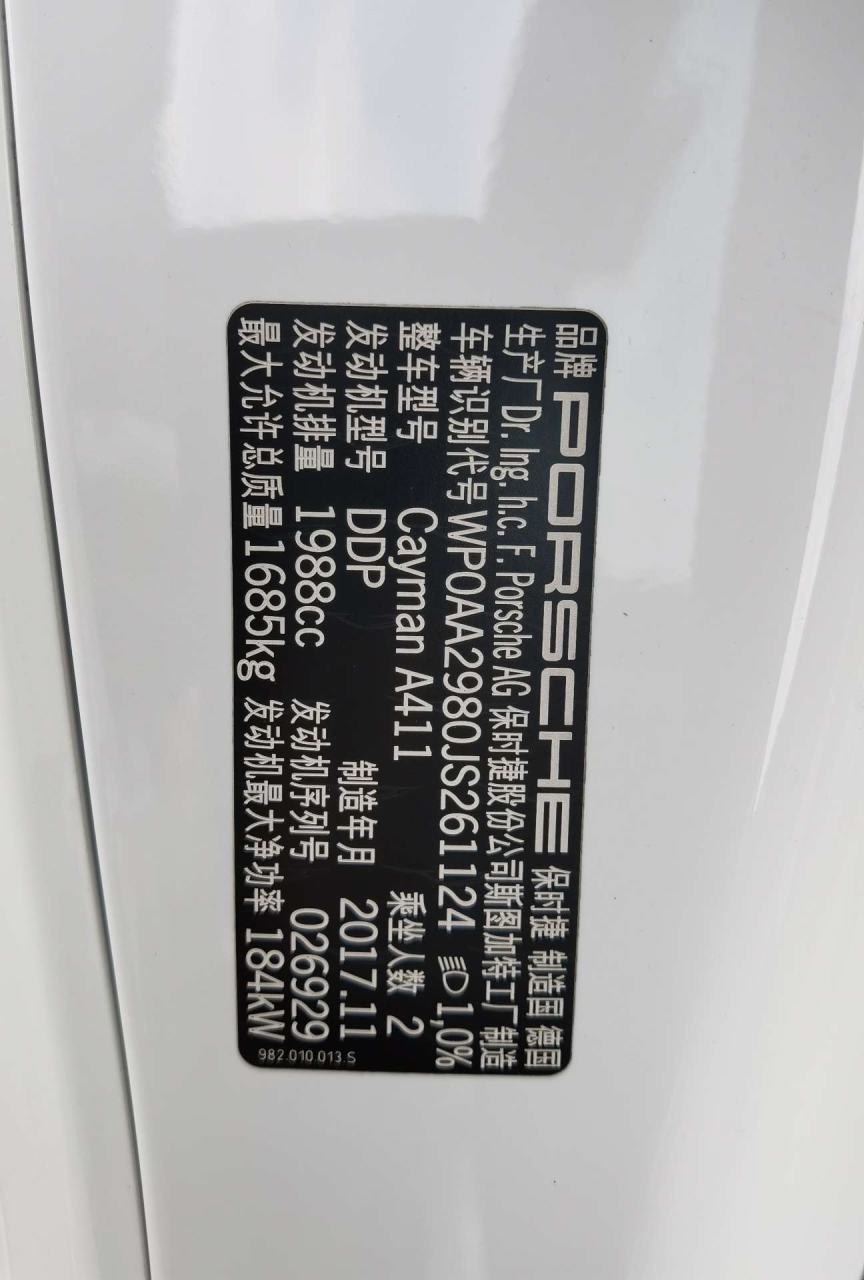 品牌 PORSCHE 保时捷 制造国 德国
生产厂 Dr. Ing. h.c. F. Porsche AG 保时捷股份公司斯图加特工厂制造
车辆识别代号 WP0AA2980JS261124 1,0%
整车型号 Cayman A411 乘坐人数 2
发动机型号 DDP 制造年月 2017.11
发动机排量 1988cc 发动机序列号 026929
最大允许总质量 1685kg 发动机最大净功率 184kW
982.010.013.S